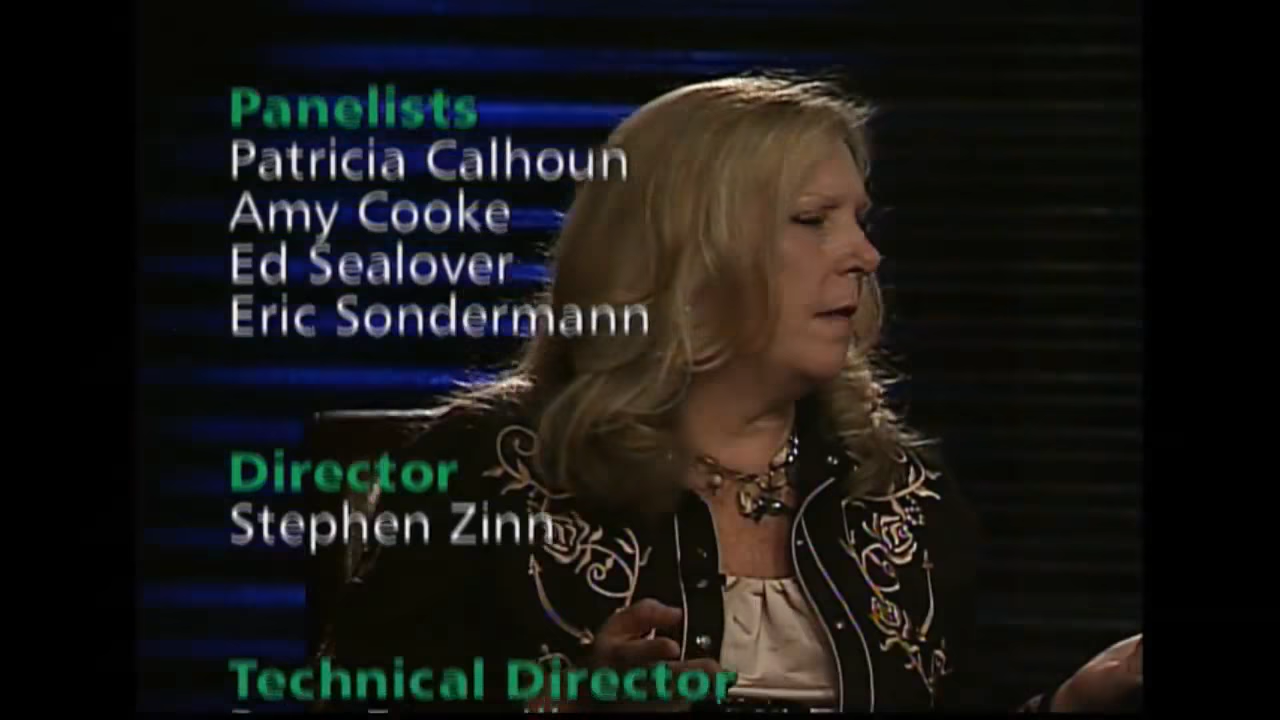 Panelists
Patricia Calhoun
Amy Cooke
Ed Sealover
Eric Sondermann
Director
Stephen Zinn
Technical Director